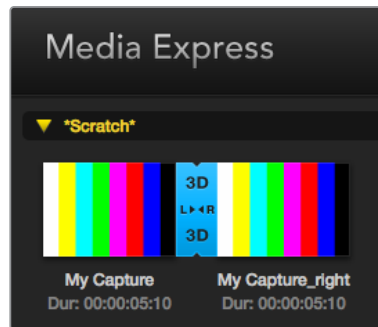 Media Express
*Scratch*
3D
L▶◀R
3D
My Capture
Dur: 00:00:05:10
My Capture_right
Dur: 00:00:05:10